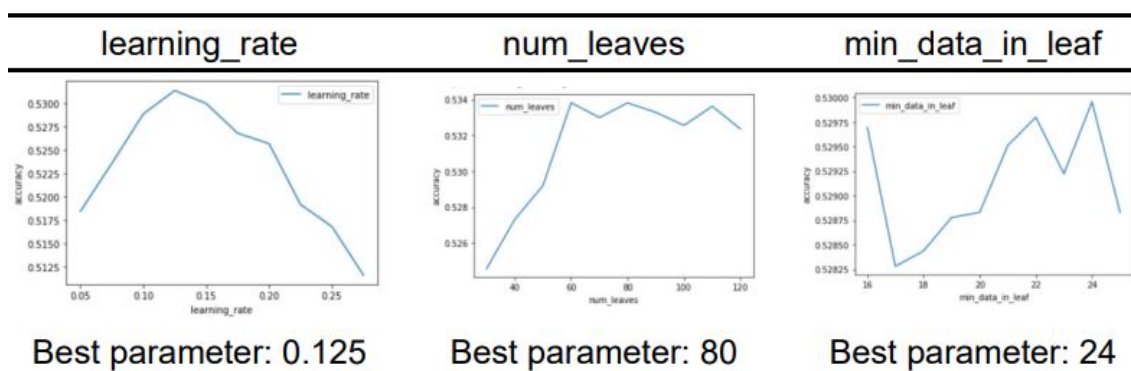 learning_rate num_leaves min_data_in_leaf
learning_rate
accuracy
0.5300
0.5275
0.5250
0.5225
0.5200
0.5175
0.5150
0.5125
0.05 0.10 0.15 0.20 0.25
learning_rate
num_leaves
accuracy
0.534
0.532
0.530
0.528
0.526
40 60 80 100 120
num_leaves
min_data_in_leaf
accuracy
0.53000
0.52975
0.52950
0.52925
0.52900
0.52875
0.52850
0.52825
16 18 20 22 24
min_data_in_leaf
Best parameter: 0.125 Best parameter: 80 Best parameter: 24